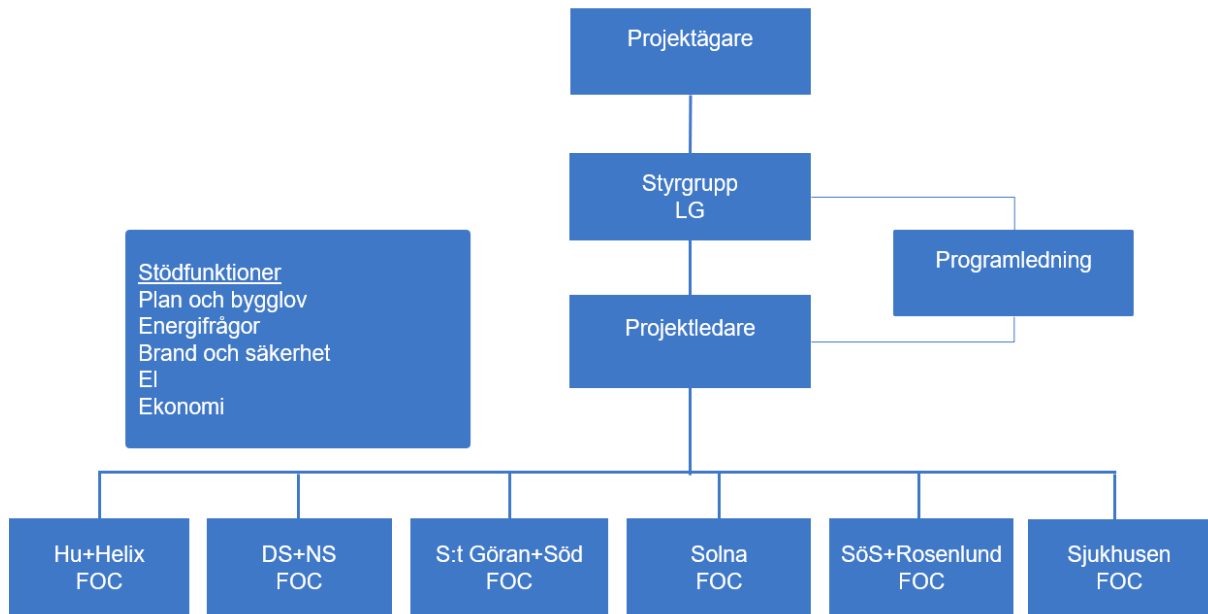 Projektägare
Styrgrupp
LG
Programledning
Projektledare
Stödfunktioner
Plan och bygglov
Energifrågor
Brand och säkerhet
El
Ekonomi
Hu+Helix
FOC
DS+NS
FOC
S:t Göran+Söd
FOC
Solna
FOC
SöS+Rosenlund
FOC
Sjukhusen
FOC